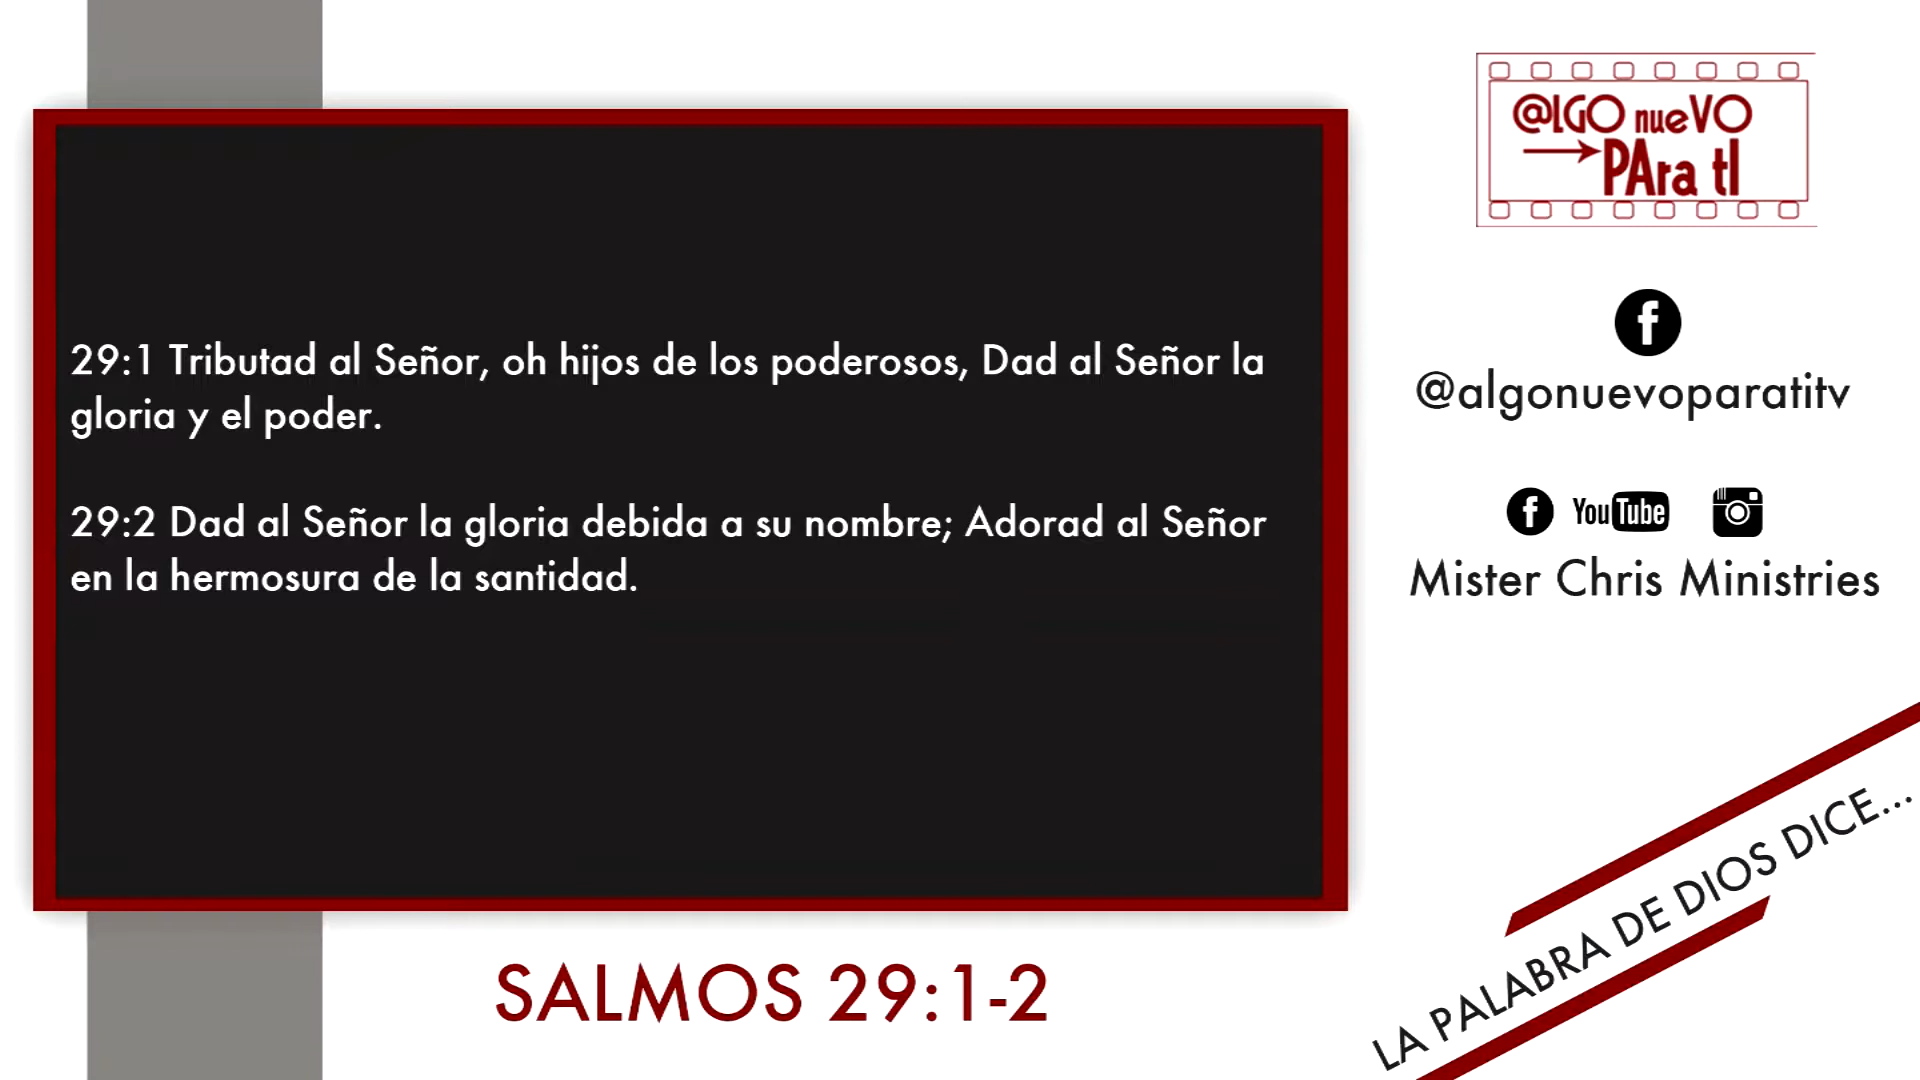 29:1 Tributad al Señor, oh hijos de los poderosos, Dad al Señor la
gloria y el poder.
29:2 Dad al Señor la gloria debida a su nombre; Adorad al Señor
en la hermosura de la santidad.
SALMOS 29:1-2
@LGO nueVO
PAra tI
@algonuevoparatitv
YouTube
Mister Chris Ministries
LA PALABRA DE DIOS DICE...